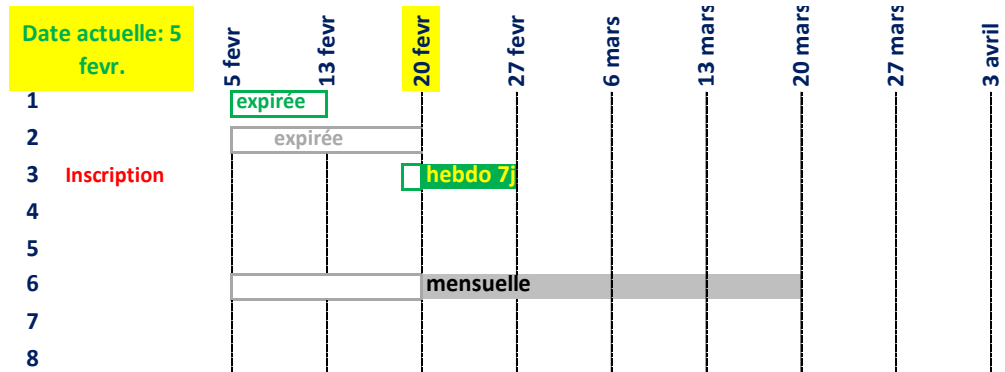 Date actuelle: 5
fevr.
5 fevr
13 fevr
20 fevr
27 fevr
6 mars
13 mars
20 mars
27 mars
3 avril
1 expirée
2 expirée
3 Inscription hebdo 7j
4
5
6 mensuelle
7
8